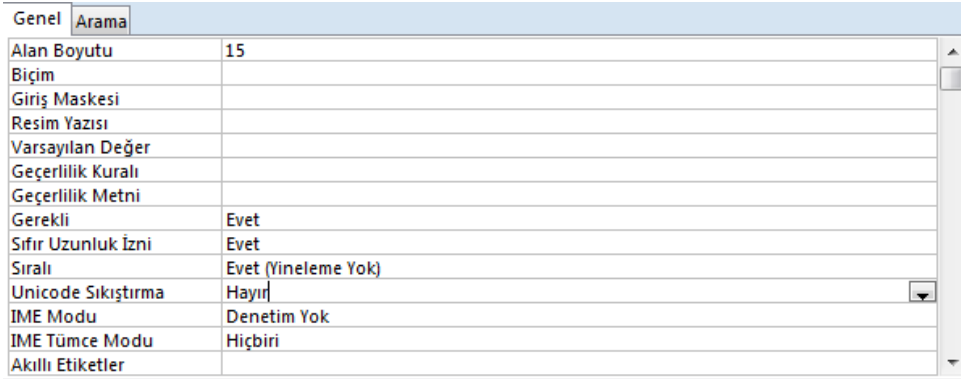 Genel Arama
Alan Boyutu 15
Biçim
Giriş Maskesi
Resim Yazısı
Varsayılan Değer
Geçerlilik Kuralı
Geçerlilik Metni
Gerekli Evet
Sıfır Uzunluk İzni Evet
Sıralı Evet (Yineleme Yok)
Unicode Sıkıştırma Hayır
IME Modu Denetim Yok
IME Tümce Modu Hiçbiri
Akıllı Etiketler